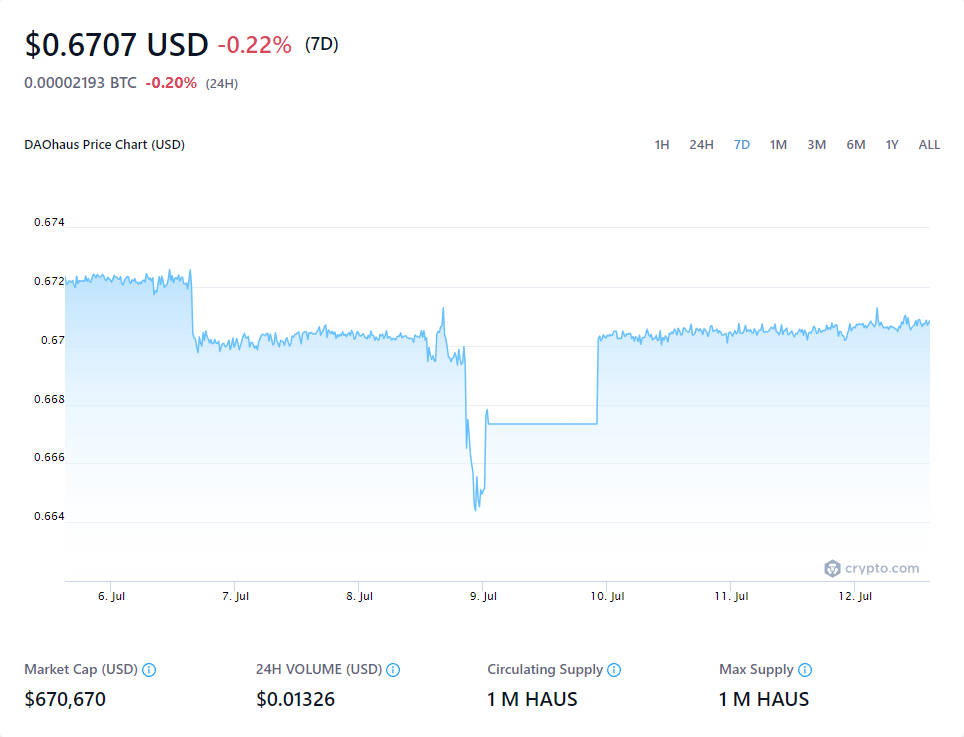 $0.6707 USD -0.22% (7D)
0.00002193 BTC -0.20% (24H)
DAOhaus Price Chart (USD) 1H 24H 7D 1M 3M 6M 1Y ALL
0.674
0.672
0.67
0.668
0.666
0.664
crypto.com
6. Jul 7. Jul 8. Jul 9. Jul 10. Jul 11. Jul 12. Jul
Market Cap (USD) 24H VOLUME (USD) Circulating Supply Max Supply
$670,670 $0.01326 1 M HAUS 1 M HAUS